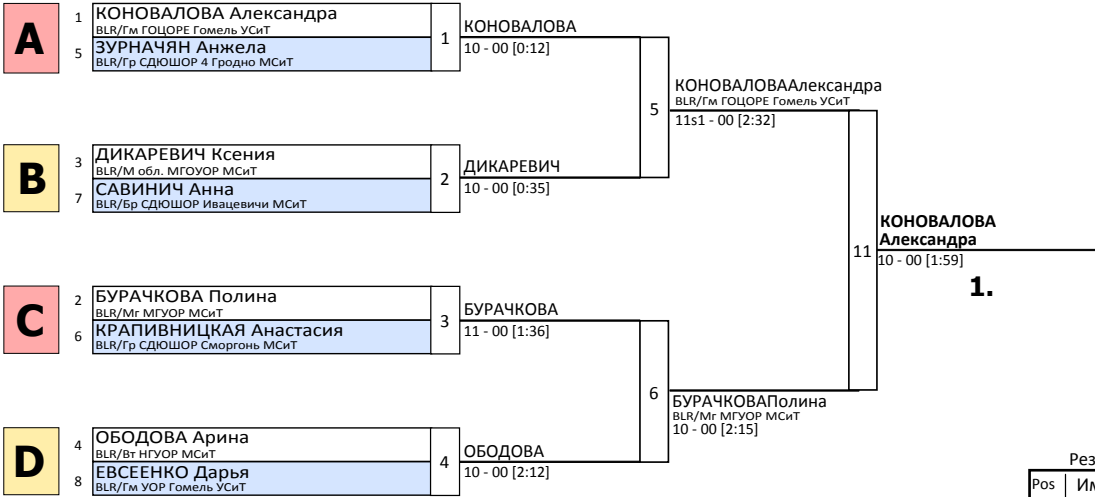 A
1
КОНОВАЛОВА Александра
BLR/Гм ГОЦОРЕ Гомель УСиТ
5
ЗУРНАЧЯН Анжела
BLR/Гр СДЮШОР 4 Гродно МСиТ
1
КОНОВАЛОВА
10 - 00 [0:12]
B
3
ДИКАРЕВИЧ Ксения
BLR/М обл. МГОУОР МСиТ
7
САВИНИЧ Анна
BLR/Бр СДЮШОР Ивацевичи МСиТ
2
ДИКАРЕВИЧ
10 - 00 [0:35]
5
КОНОВАЛОВААлександра
BLR/Гм ГОЦОРЕ Гомель УСиТ
11s1 - 00 [2:32]
C
2
БУРАЧКОВА Полина
BLR/Мг МГУОР МСиТ
6
КРАПИВНИЦКАЯ Анастасия
BLR/Гр СДЮШОР Сморгонь МСиТ
3
БУРАЧКОВА
11 - 00 [1:36]
D
4
ОБОДОВА Арина
BLR/Вт НГУОР МСиТ
8
ЕВСЕЕНКО Дарья
BLR/Гм УОР Гомель УСиТ
4
ОБОДОВА
10 - 00 [2:12]
6
БУРАЧКОВАПолина
BLR/Мг МГУОР МСиТ
10 - 00 [2:15]
11
КОНОВАЛОВА
Александра
10 - 00 [1:59]
1.
Рез
Pos Им